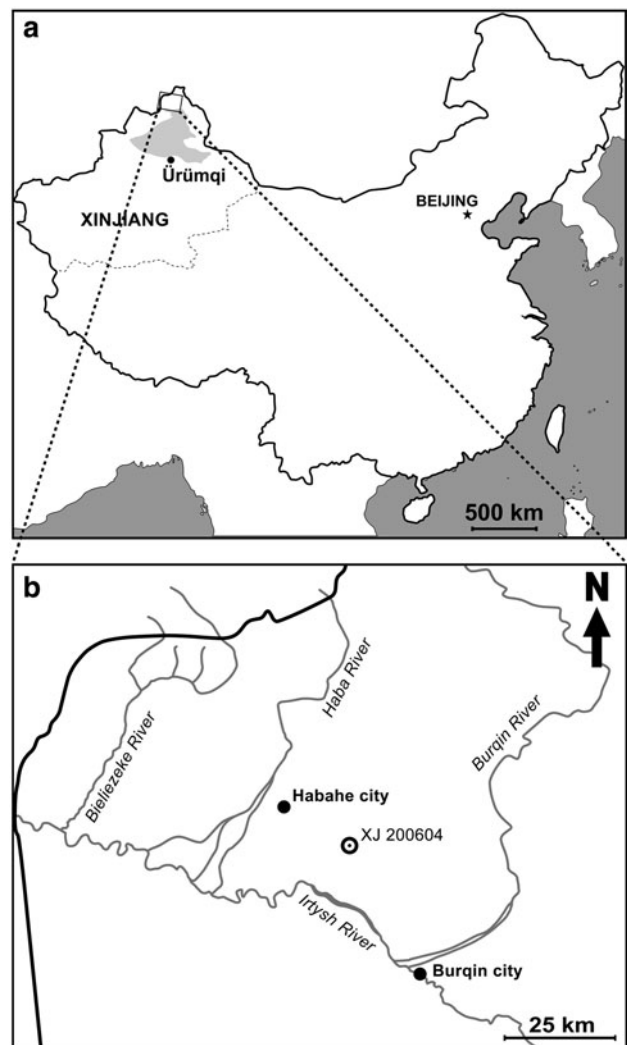 a
Ürümqi
XINJIANG
BEIJING
500 km
b
N
Haba River
Burqin River
Bieliezeke River
Habahe city
XJ 200604
Irtysh River
Burqin city
25 km